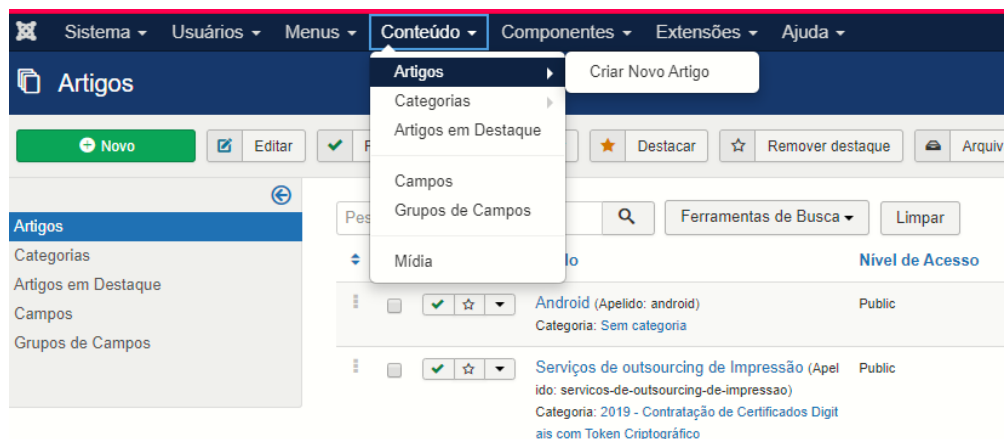 Sistema Usuários Menus Conteúdo Componentes Extensões Ajuda
Artigos
Artigos Criar Novo Artigo
Categorias
Artigos em Destaque
Campos
Grupos de Campos
Mídia
Novo Editar Destacar Remover destaque
Ferramentas de Busca Limpar
Artigos
Categorias
Artigos em Destaque
Campos
Grupos de Campos
Nível de Acesso
Android (Apelido: android) Public
Categoria: Sem categoria
Serviços de outsourcing de Impressão (Apel Public
ido: servicos-de-outsourcing-de-impressao)
Categoria: 2019 - Contratação de Certificados Digit
ais com Token Criptográfico